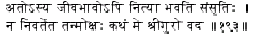 अतोऽस्य जीवभावोऽपि नित्या भवति संसृतिः ।
न निवर्तेत तन्मोक्षः कथं मे श्रीगुरो वद ॥१९३॥